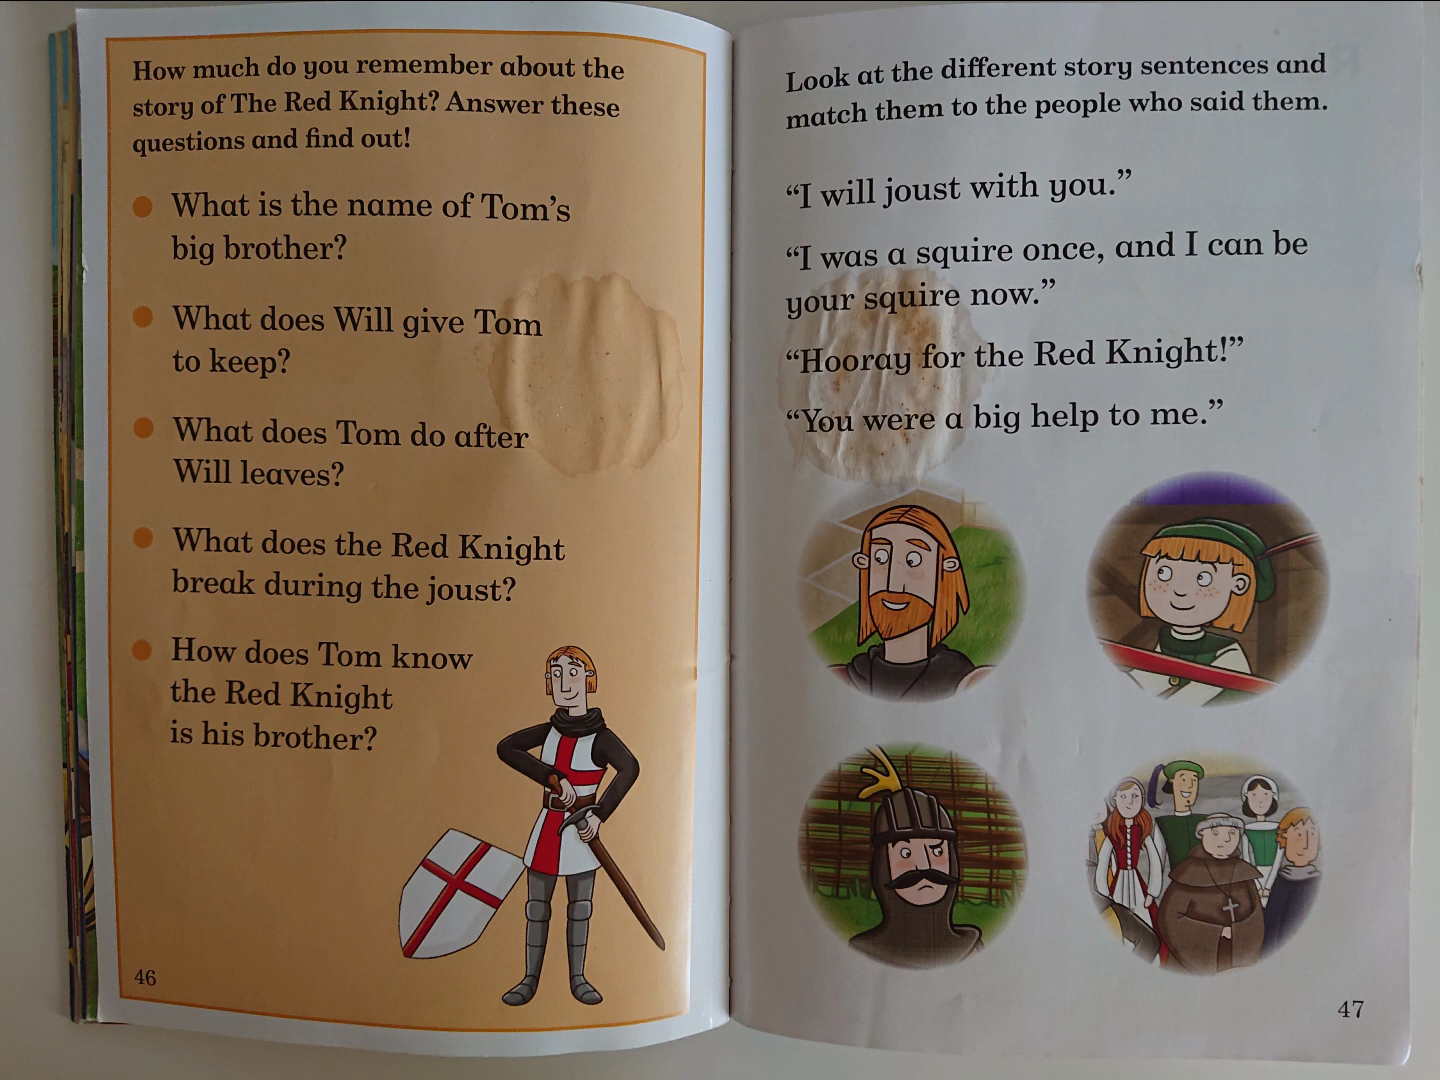 How much do you remember about the
story of The Red Knight? Answer these
questions and find out!
What is the name of Tom's
big brother?
What does Will give Tom
to keep?
What does Tom do after
Will leaves?
What does the Red Knight
break during the joust?
How does Tom know
the Red Knight
is his brother?
46
Look at the different story sentences and
match them to the people who said them.
“I will joust with you.”
“I was a squire once, and I can be
your squire now.”
“Hooray for the Red Knight!”
“You were a big help to me.”
47